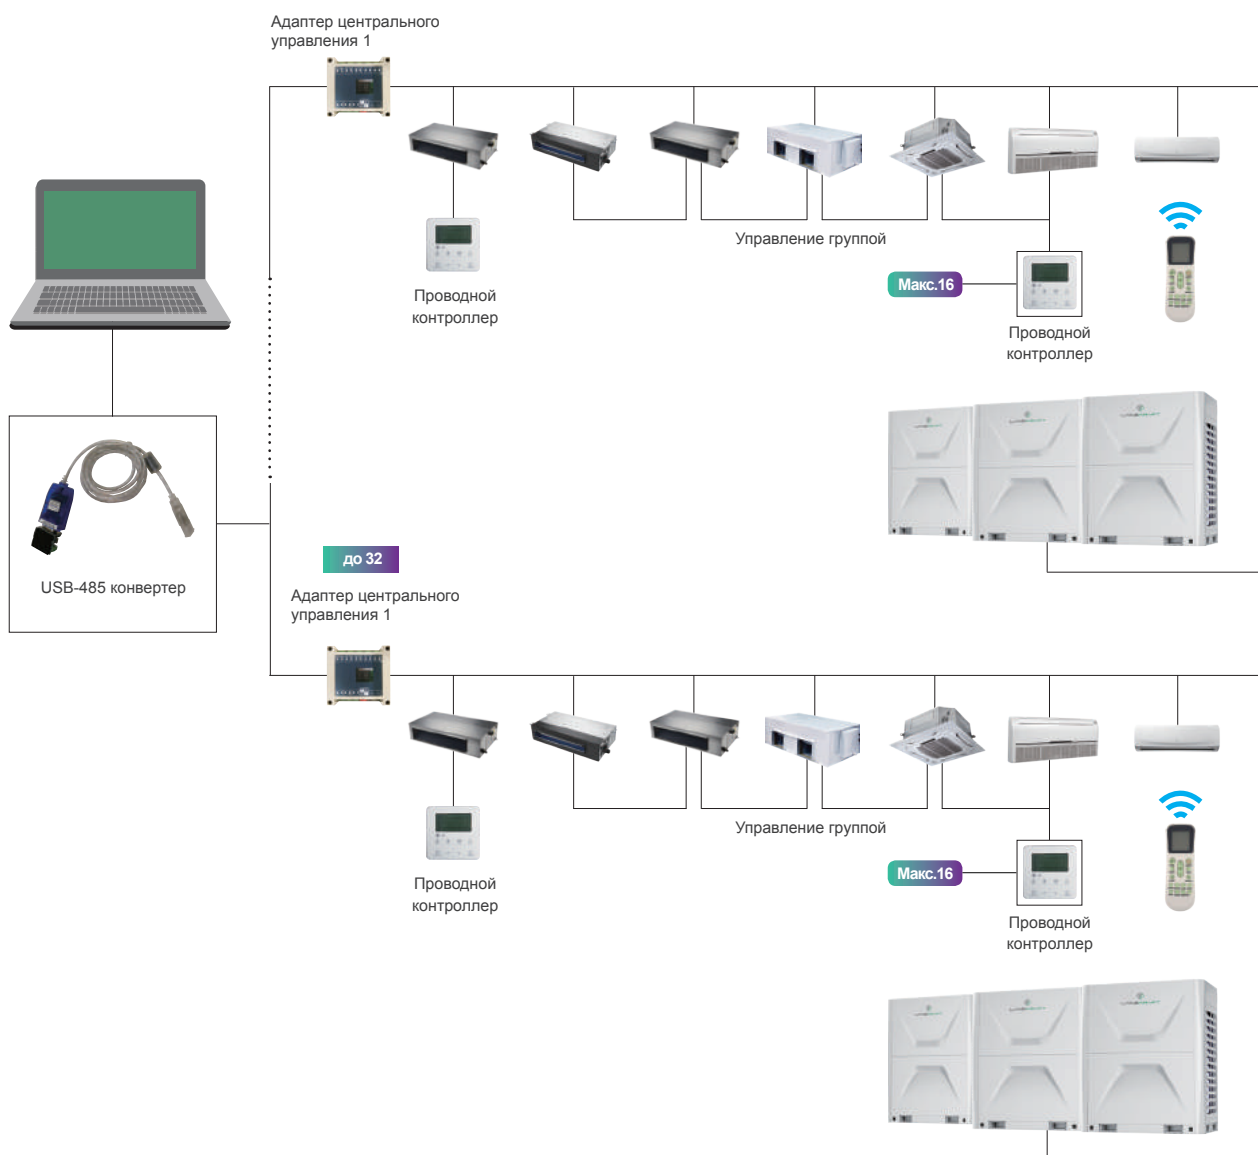 Адаптер центрального
управления 1
Управление группой
Макс.16
Проводной
контроллер
Проводной
контроллер
USB-485 конвертер
до 32
Адаптер центрального
управления 1
Управление группой
Макс.16
Проводной
контроллер
Проводной
контроллер